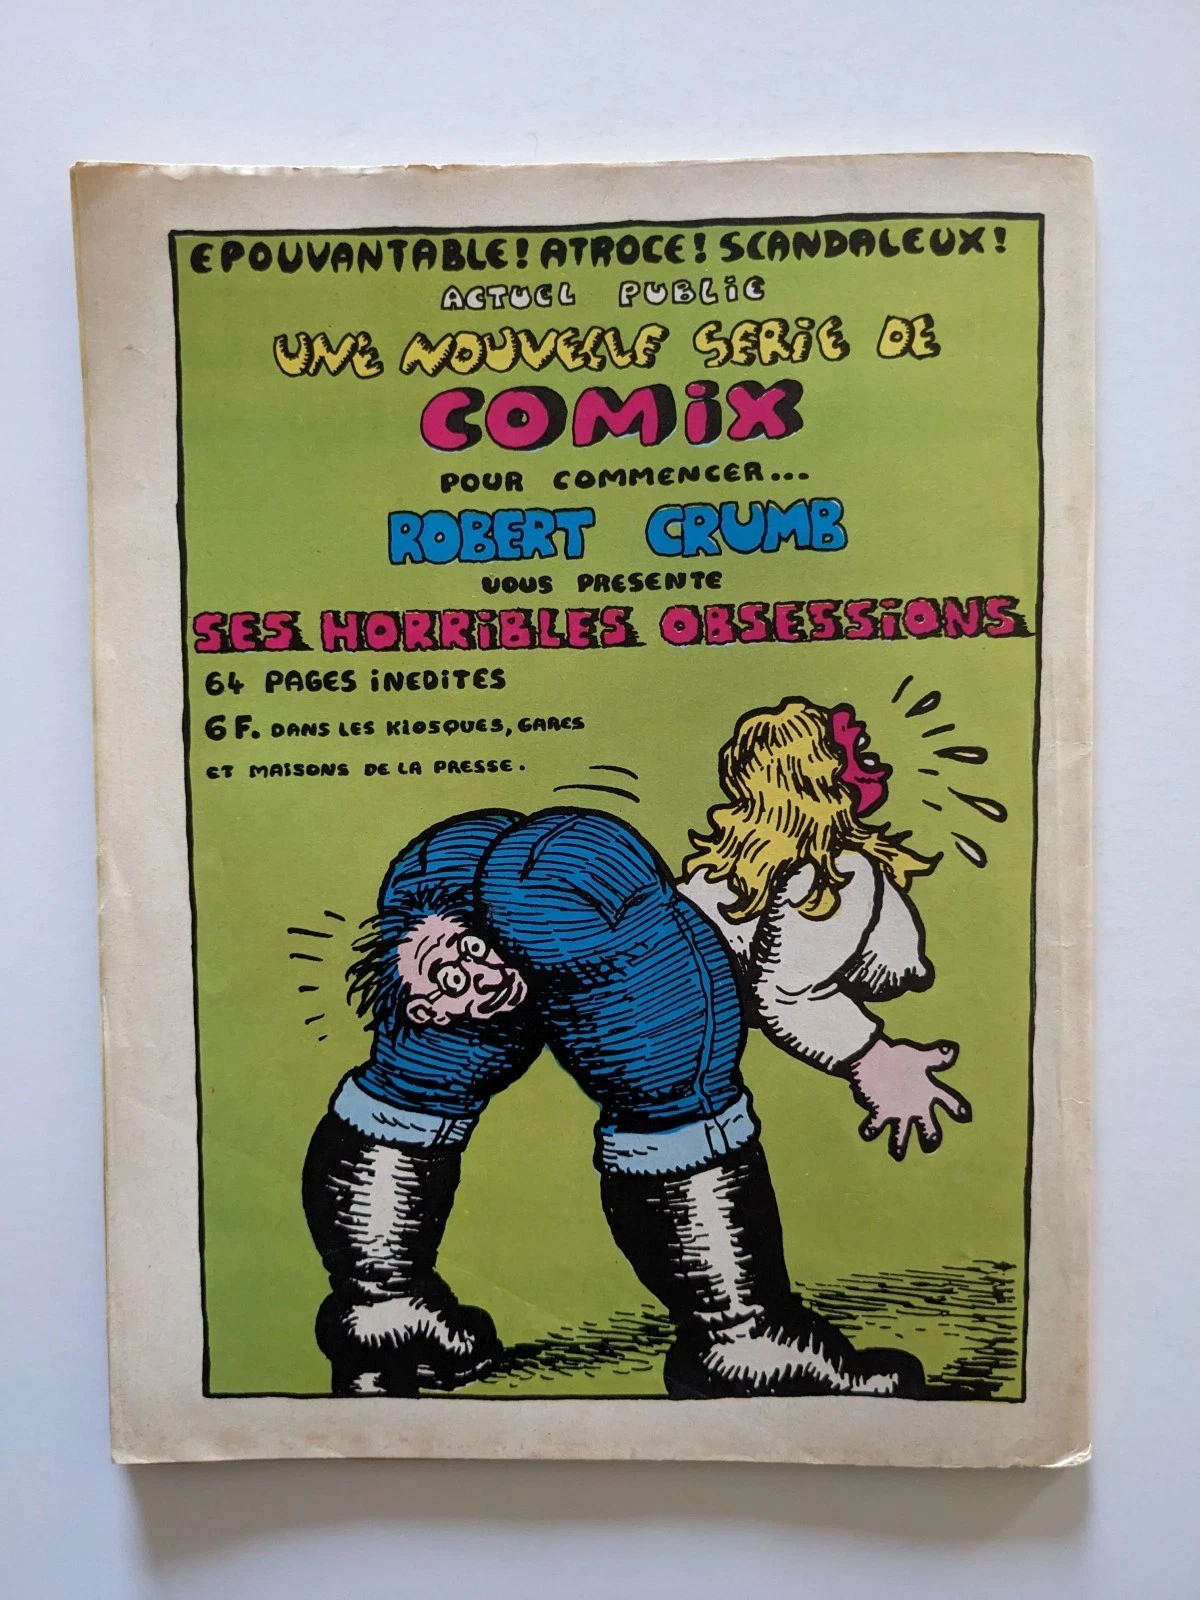 EPOUVANTABLE! ATROCE! SCANDALEUX!
ACTUEL PUBLIE
UNE NOUVELLE SERIE DE
COMIX
POUR COMMENCER...
ROBERT CRUMB
VOUS PRESENTE
SES HORRIBLES OBSESSIONS
64 PAGES INEDITES
6 F. DANS LES KIOSQUES, GARES
ET MAISONS DE LA PRESSE.